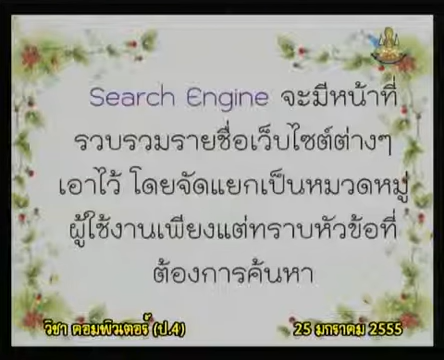 Search Engine จะมีหน้าที่
รวบรวมรายชื่อเว็บไซต์ต่างๆ
เอาไว้ โดยจัดแยกเป็นหมวดหมู่
ผู้ใช้งานเพียงแต่ทราบหัวข้อที่
ต้องการค้นหา
วิชา คอมพิวเตอร์ (ป.4) 25 มกราคม 2555